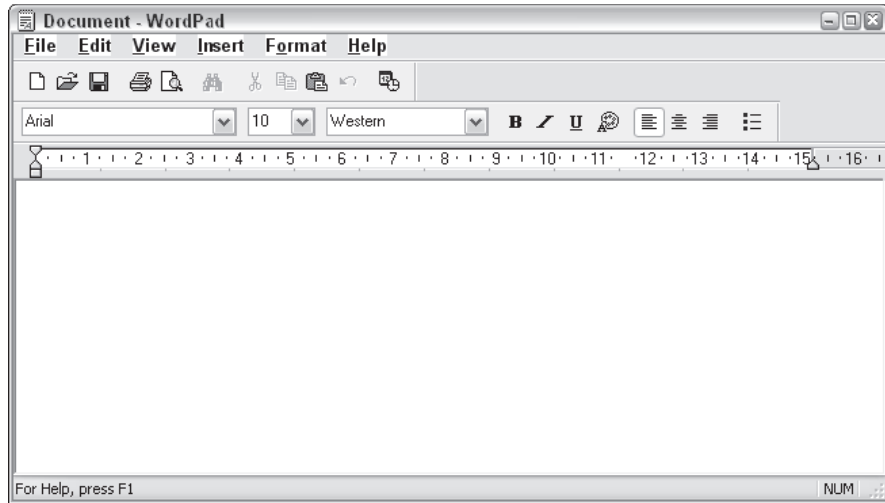 Document - WordPad
File Edit View Insert Format Help
Arial 10 Western B / U
1 2 3 4 5 6 7 8 9 10 11 12 13 14 15 16
For Help, press F1 NUM